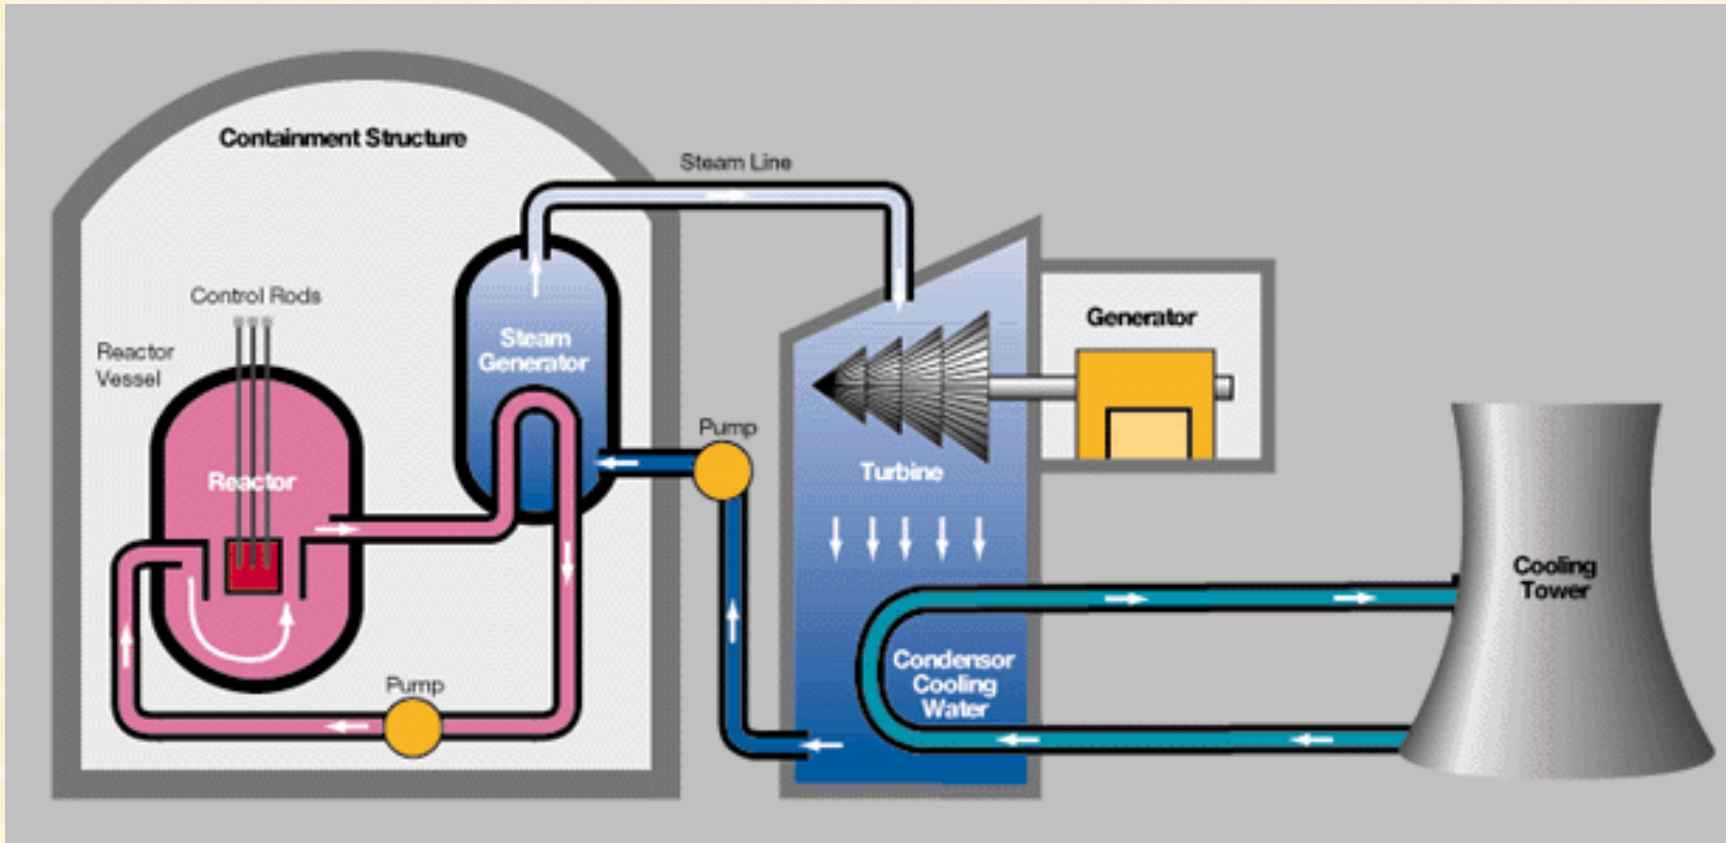 Containment Structure
Steam Line
Control Rods
Reactor
Vessel
Steam
Generator
Generator
Reactor
Pump
Turbine
Pump
Condensor
Cooling
Water
Cooling
Tower